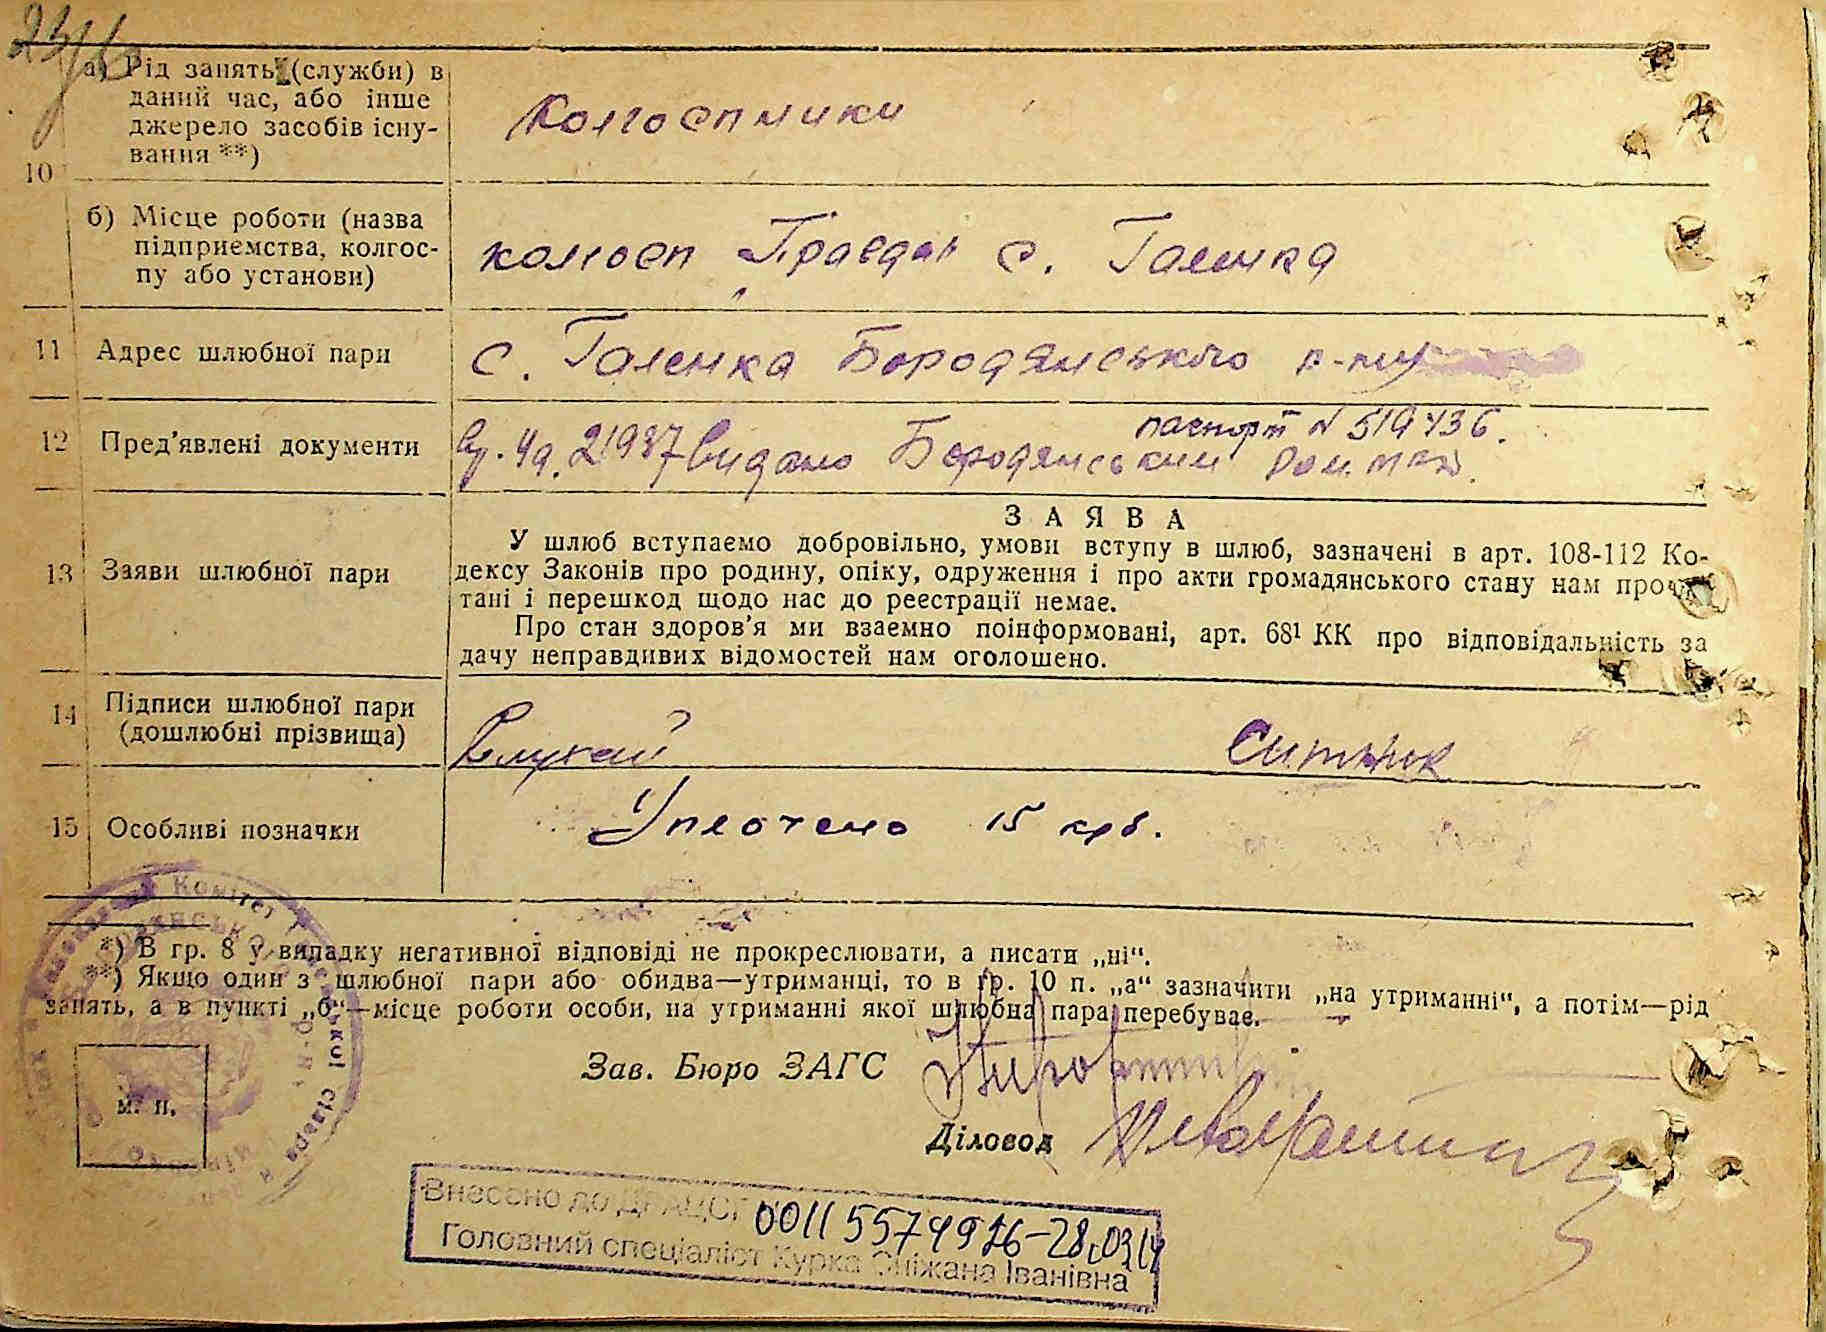 23/6
а) Рід занять (служби) в
даний час, або інше
джерело засобів існу-
вання **)
Колгоспники
10
б) Місце роботи (назва
підприємства, колгос-
пу або установи)
колгосп Правда с. Галинка
11 Адрес шлюбної пари
с. Галенка Бородянського р-ну
12 Пред'явлені документи
паспорт N 519436.
видано Бородянським
13 Заяви шлюбної пари
ЗАЯВА
У шлюб вступаємо добровільно, умови вступу в шлюб, зазначені в арт. 108-112 Ко-
дексу Законів про родину, опіку, одруження і про акти громадянського стану нам прочи-
тані і перешкод щодо нас до реєстрації немає.
Про стан здоров'я ми взаємно поінформовані, арт. 68¹ КК про відповідальність за
дачу неправдивих відомостей нам оголошено.
14 Підписи шлюбної пари
(дошлюбні прізвища)
Ситник
15 Особливі позначки
Уплочено 15 крб.
*) В гр. 8 у випадку негативної відповіді не прокреслювати, а писати „ні“.
**) Якщо один з шлюбної пари або обидва—утриманці, то в гр. 10 п. „а“ зазначити „на утриманні“, а потім—рід
занять, а в пункті „б“—місце роботи особи, на утриманні якої шлюбна пара перебуває.
Зав. Бюро ЗАГС
м. п.
Діловод
Внесено до ДРАЦСГ 00115574976-28.03.14
Головний спеціаліст Курка Сніжана Іванівна